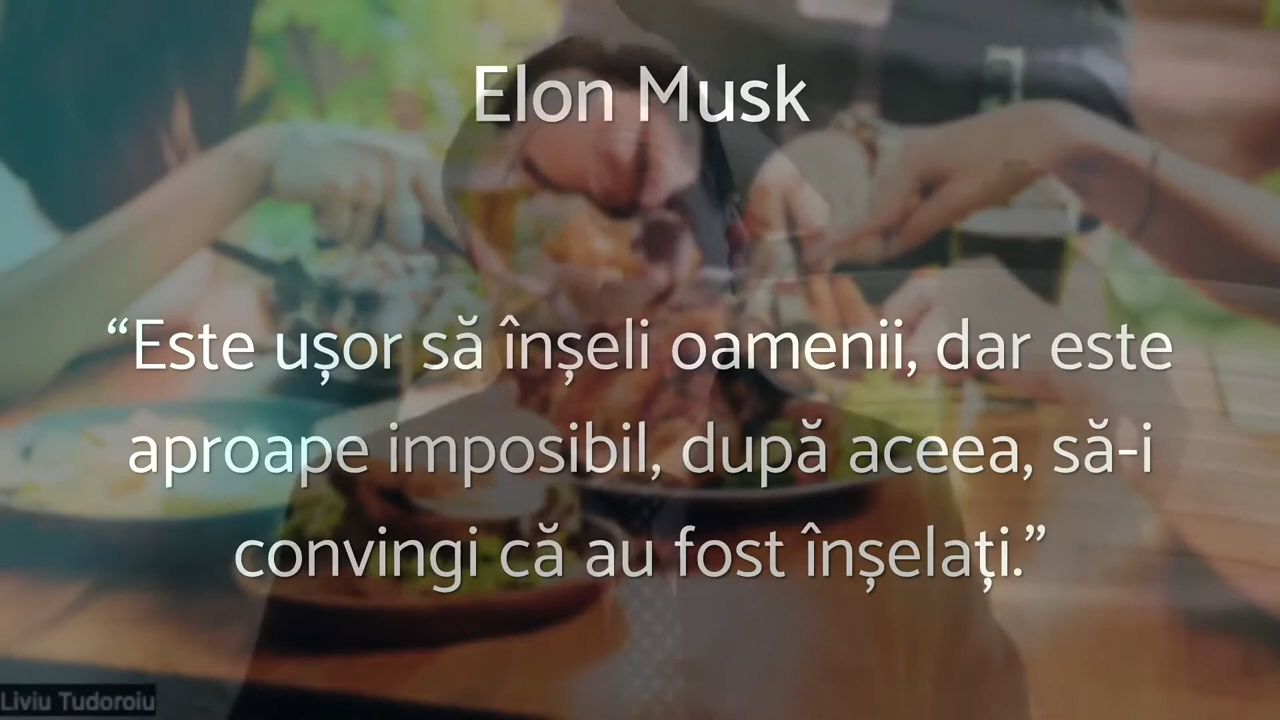 Elon Musk
“Este ușor să înșeli oamenii, dar este
aproape imposibil, după aceea, să-i
convingi că au fost înșelați.”
Liviu Tudoroiu